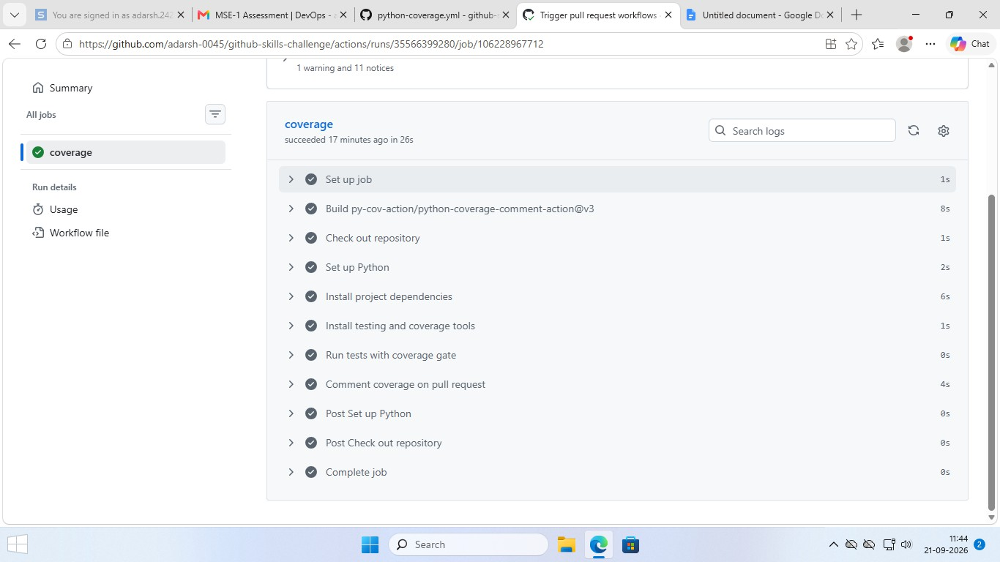 You are signed in as adarsh.242
MSE-1 Assessment | DevOps - a
python-coverage.yml - github-s
Trigger pull request workflows
Untitled document - Google Do
https://github.com/adarsh-0045/github-skills-challenge/actions/runs/35566399280/job/106228967712
Chat
1 warning and 11 notices
Summary
All jobs
coverage
Run details
Usage
Workflow file
coverage
succeeded 17 minutes ago in 26s
Search logs
Set up job 1s
Build py-cov-action/python-coverage-comment-action@v3 8s
Check out repository 1s
Set up Python 2s
Install project dependencies 6s
Install testing and coverage tools 1s
Run tests with coverage gate 0s
Comment coverage on pull request 4s
Post Set up Python 0s
Post Check out repository 0s
Complete job 0s
Search
11:44
21-09-2026
2